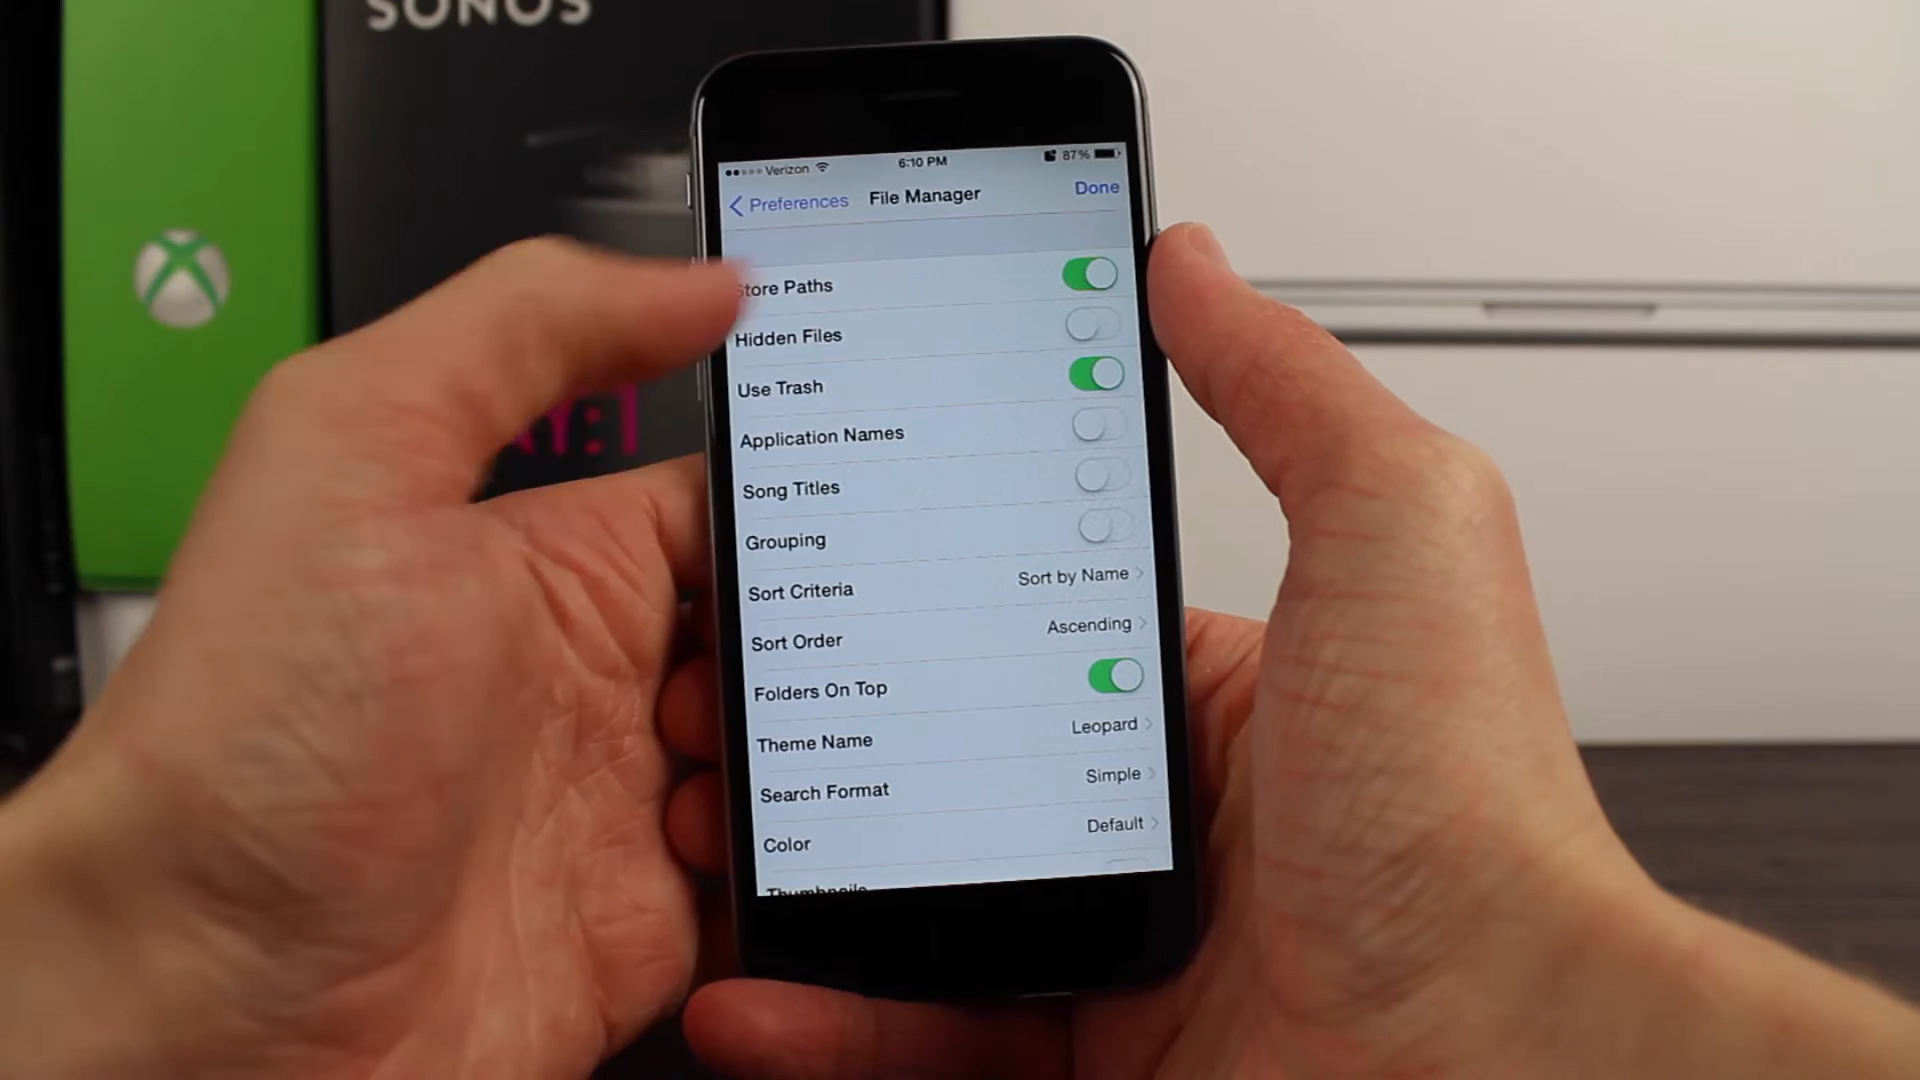 SONOS
Verizon 6:10 PM 87%
Preferences File Manager Done
Store Paths
Hidden Files
Use Trash
Application Names
Song Titles
Grouping
Sort Criteria Sort by Name
Sort Order Ascending
Folders On Top
Theme Name Leopard
Search Format Simple
Color Default
Thumbnails